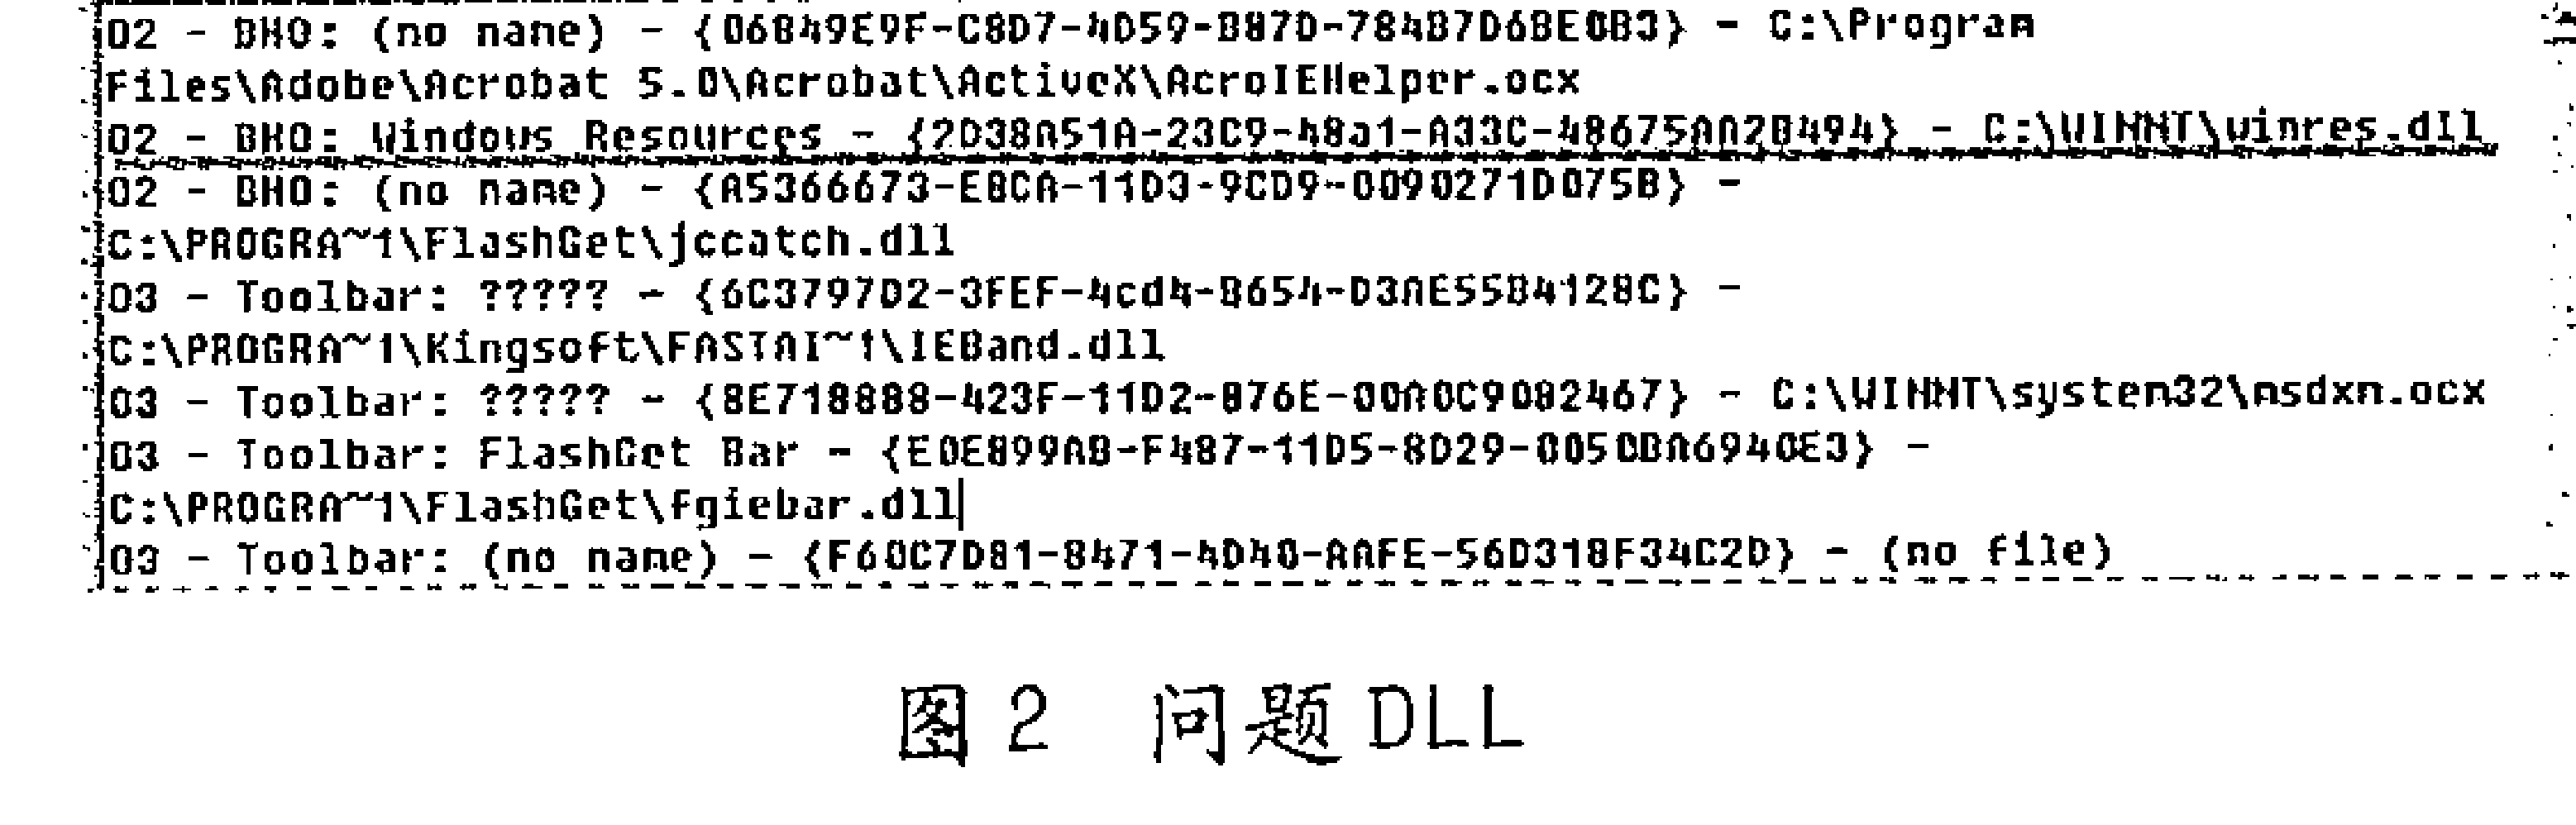 O2 - BHO: (no name) - {06849E9F-C8D7-4D59-B87D-784B7D6BE0B3} - C:\Program
Files\Adobe\Acrobat 5.0\Acrobat\ActiveX\AcroIEHelper.ocx
O2 - BHO: Windows Resources - {2D38A51A-23C9-48a1-A33C-48675AA2B494} - C:\WINNT\winres.dll
O2 - BHO: (no name) - {A5366673-E8CA-11D3-9CD9-0090271D075B} -
C:\PROGRA~1\FlashGet\jccatch.dll
O3 - Toolbar: ????? - {6C3797D2-3FEF-4cd4-B654-D3AE55B4128C} -
C:\PROGRA~1\Kingsoft\FASTAI~1\IEBand.dll
O3 - Toolbar: ????? - {8E718888-423F-11D2-876E-00A0C9082467} - C:\WINNT\system32\msdxm.ocx
O3 - Toolbar: FlashGet Bar - {E0E899AB-F487-11D5-8D29-0050BA6940E3} -
C:\PROGRA~1\FlashGet\fgiebar.dll
O3 - Toolbar: (no name) - {F60C7D81-8471-4D40-AAFE-56D318F34C2D} - (no file)
图 2 问题 DLL